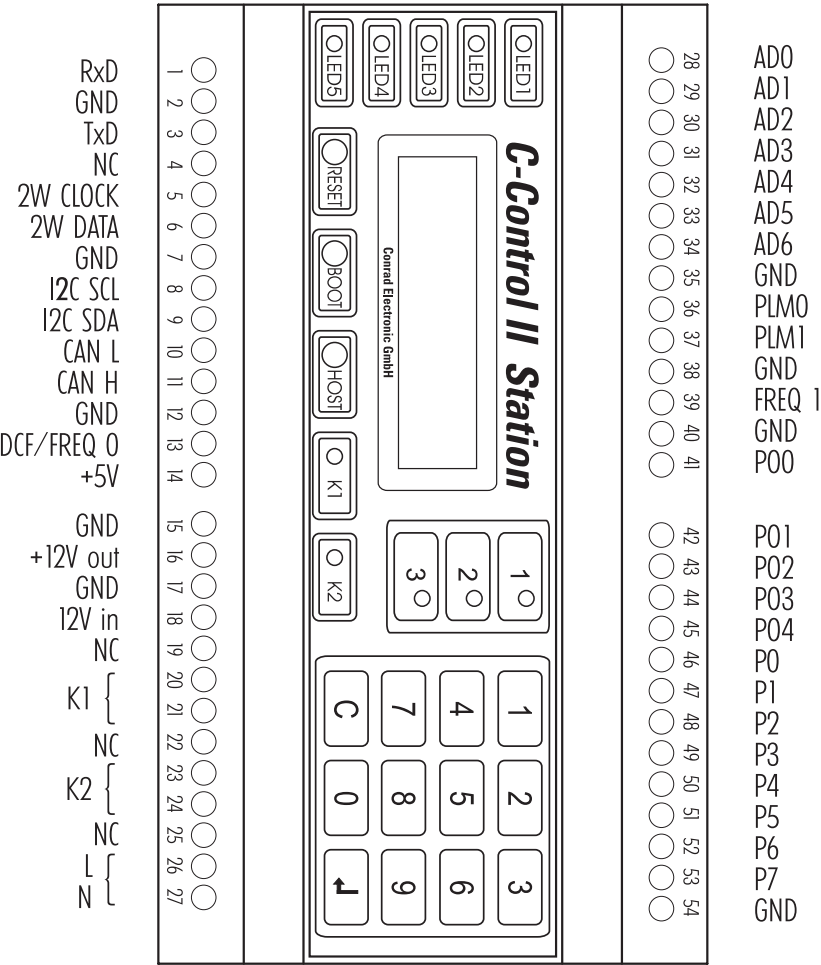 RxD 1
GND 2
TxD 3
NC 4
2W CLOCK 5
2W DATA 6
GND 7
I2C SCL 8
I2C SDA 9
CAN L 10
CAN H 11
GND 12
DCF/FREQ 0 13
+5V 14
GND 15
+12V out 16
GND 17
12V in 18
NC 19
K1 20
21
NC 22
K2 23
24
NC 25
L 26
N 27
LED5
LED4
LED3
LED2
LED1
RESET
BOOT
HOST
K1
K2
C-Control II Station
Conrad Electronic GmbH
3
2
1
C
7
4
1
0
8
5
2
9
6
3
28 AD0
29 AD1
30 AD2
31 AD3
32 AD4
33 AD5
34 AD6
35 GND
36 PLM0
37 PLM1
38 GND
39 FREQ 1
40 GND
41 P00
42 P01
43 P02
44 P03
45 P04
46 P0
47 P1
48 P2
49 P3
50 P4
51 P5
52 P6
53 P7
54 GND